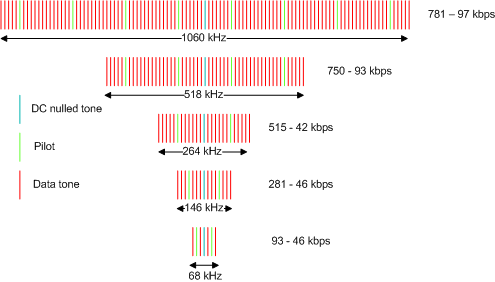 781 – 97 kbps
1060 kHz
750 - 93 kbps
518 kHz
DC nulled tone
515 - 42 kbps
Pilot
264 kHz
Data tone
281 - 46 kbps
146 kHz
93 - 46 kbps
68 kHz